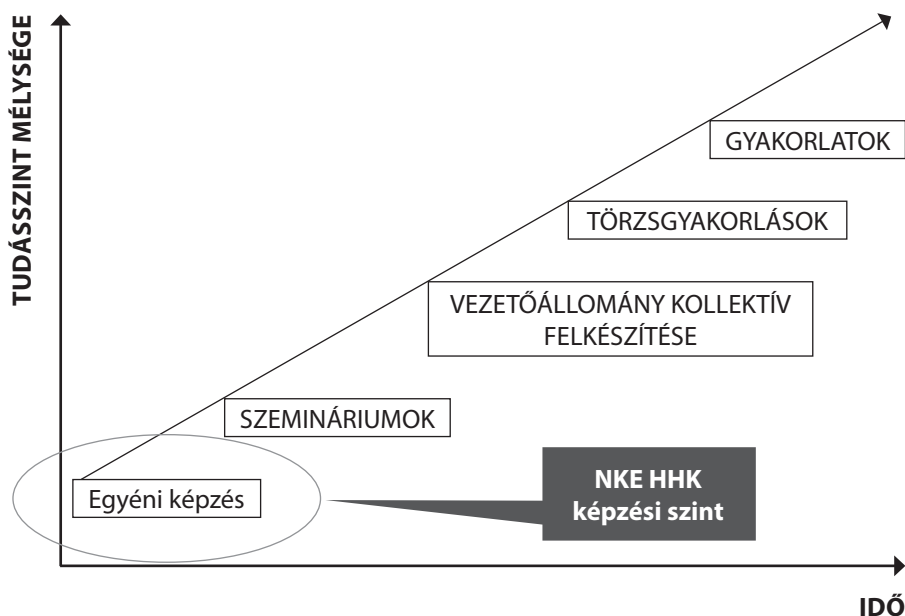 TUDÁSSZINT MÉLYSÉGE
GYAKORLATOK
TÖRZSGYAKORLÁSOK
VEZETŐÁLLOMÁNY KOLLEKTÍV
FELKÉSZÍTÉSE
SZEMINÁRIUMOK
Egyéni képzés
NKE HHK
képzési szint
IDŐ